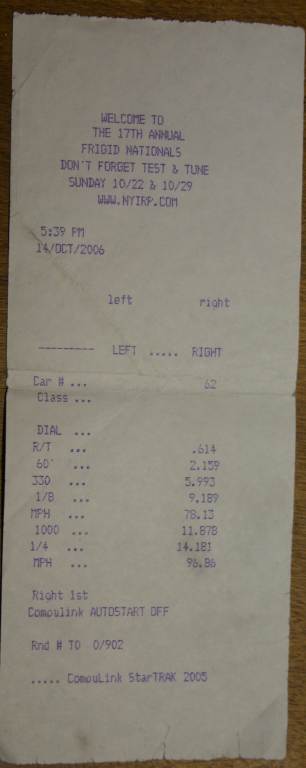 WELCOME TO
THE 17TH ANNUAL
FRIGID NATIONALS
DON'T FORGET TEST & TUNE
SUNDAY 10/22 & 10/29
WWW.NYIRP.COM
5:39 PM
14/OCT/2006
left right
--------- LEFT ..... RIGHT
Car # ... 62
Class ...
DIAL ...
R/T ... .614
60' ... 2.159
330 ... 5.993
1/8 ... 9.189
MPH ... 78.13
1000 ... 11.878
1/4 ... 14.181
MPH ... 96.86
Right 1st
Compulink AUTOSTART OFF
Rnd # TO 0/902
..... CompuLink StarTRAK 2005